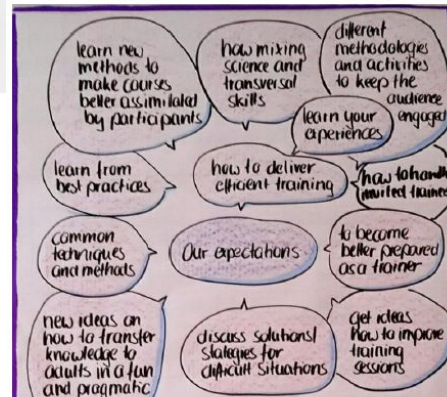 learn new
methods to
make courses
better assimilated
by participants
how mixing
science and
transversal
skills
different
methodologies
and activities
to keep the
audience
engaged
learn your
experiences
learn from
best practices
how to deliver
efficient training
how to handle
invited trainers
common
techniques
and methods
Our expectations
to become
better prepared
as a trainer
new ideas on
how to transfer
knowledge to
adults in a fun
and pragmatic
discuss solutions/
strategies for
difficult situations
get ideas
how to improve
training
sessions